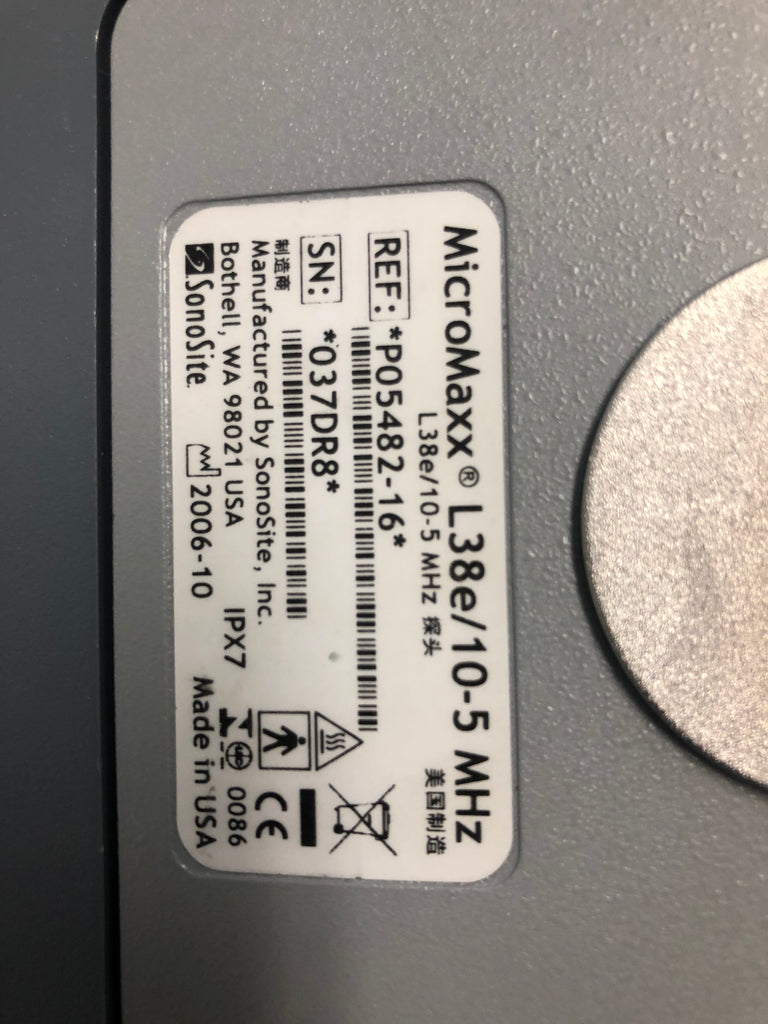 MicroMaxx® L38e/10-5 MHz
L38e/10-5 MHz 探头 美国制造
REF: *P05482-16*
SN: *037DR8*
制造商
Manufactured by SonoSite, Inc.
Bothell, WA 98021 USA IPX7
SonoSite. 2006-10 Made in USA
CE
0086